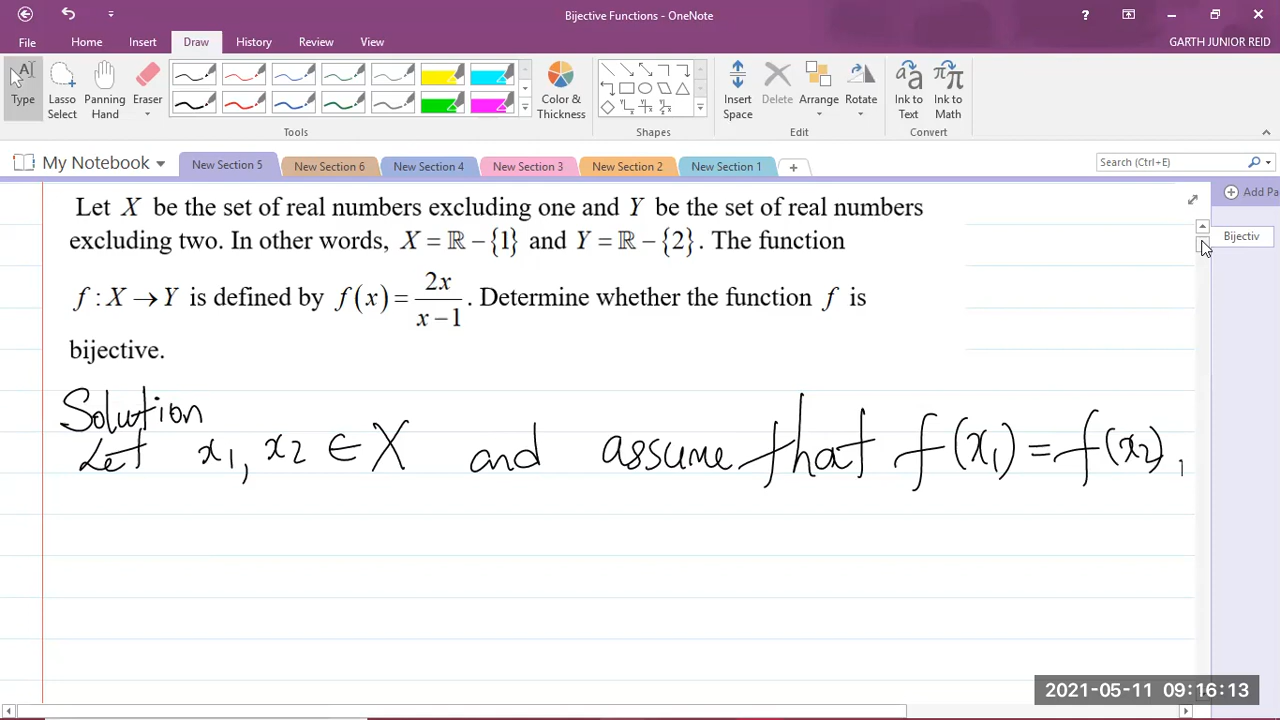 Bijective Functions - OneNote
File Home Insert Draw History Review View GARTH JUNIOR REID
Type Lasso Select Panning Hand Eraser Color & Thickness Insert Space Delete Arrange Rotate Ink to Text Ink to Math
Tools Shapes Edit Convert
My Notebook New Section 5 New Section 6 New Section 4 New Section 3 New Section 2 New Section 1 Search (Ctrl+E)
Add Pa
Bijectiv
Let X be the set of real numbers excluding one and Y be the set of real numbers
excluding two. In other words, X = ℝ − {1} and Y = ℝ − {2}. The function
f : X → Y is defined by f(x) = 2x / (x − 1). Determine whether the function f is
bijective.
Solution
Let x₁, x₂ ∈ X and assume that f(x₁) = f(x₂),
2021-05-11 09:16:13